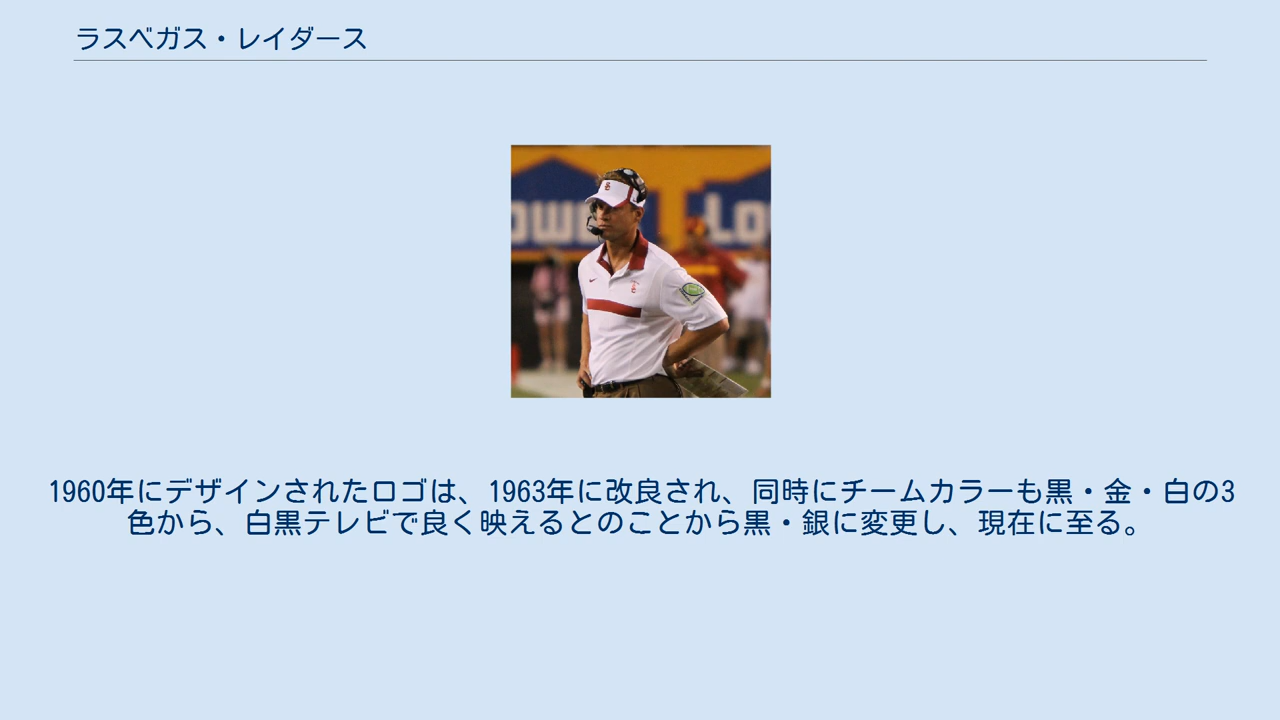 ラスベガス・レイダース
1960年にデザインされたロゴは、1963年に改良され、同時にチームカラーも黒・金・白の3
色から、白黒テレビで良く映えるとのことから黒・銀に変更し、現在に至る。